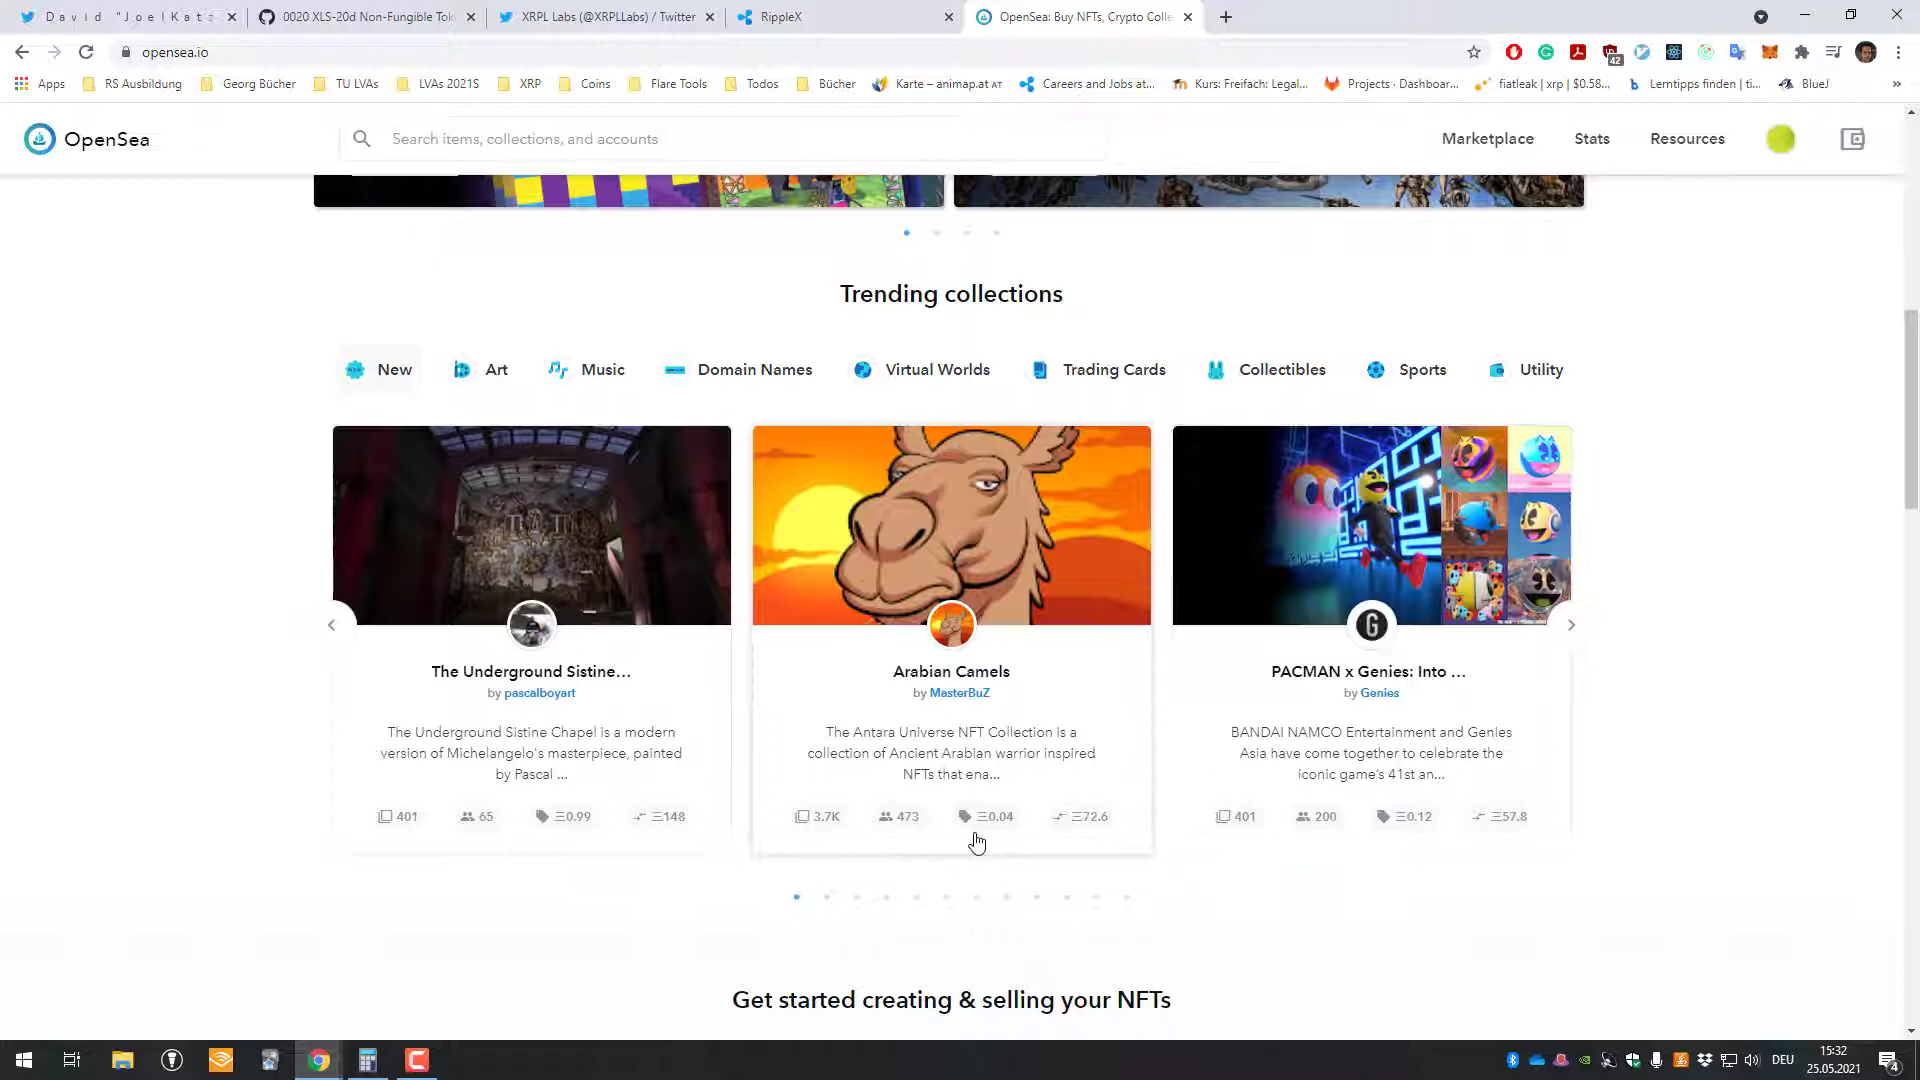 D a v i d "J o e l K a t z
0020 XLS-20d Non-Fungible Tok
XRPL Labs (@XRPLLabs) / Twitter
RippleX
OpenSea: Buy NFTs, Crypto Colle
opensea.io
42
Apps
RS Ausbildung
Georg Bücher
TU LVAs
LVAs 2021S
XRP
Coins
Flare Tools
Todos
Bücher
Karte – animap.at AT
Careers and Jobs at...
Kurs: Freifach: Legal...
Projects · Dashboar...
fiatleak | xrp | $0.58...
Lerntipps finden | ti...
BlueJ
»
OpenSea
Search items, collections, and accounts
Marketplace
Stats
Resources
Trending collections
New
Art
Music
Domain Names
Virtual Worlds
Trading Cards
Collectibles
Sports
Utility
The Underground Sistine...
by pascalboyart
The Underground Sistine Chapel is a modern
version of Michelangelo's masterpiece, painted
by Pascal ...
401
65
Ξ0.99
Ξ148
Arabian Camels
by MasterBuZ
The Antara Universe NFT Collection is a
collection of Ancient Arabian warrior inspired
NFTs that ena...
3.7K
473
Ξ0.04
Ξ72.6
PACMAN x Genies: Into ...
by Genies
BANDAI NAMCO Entertainment and Genies
Asia have come together to celebrate the
iconic game's 41st an...
401
200
Ξ0.12
Ξ57.8
Get started creating & selling your NFTs
DEU
15:32
25.05.2021
4